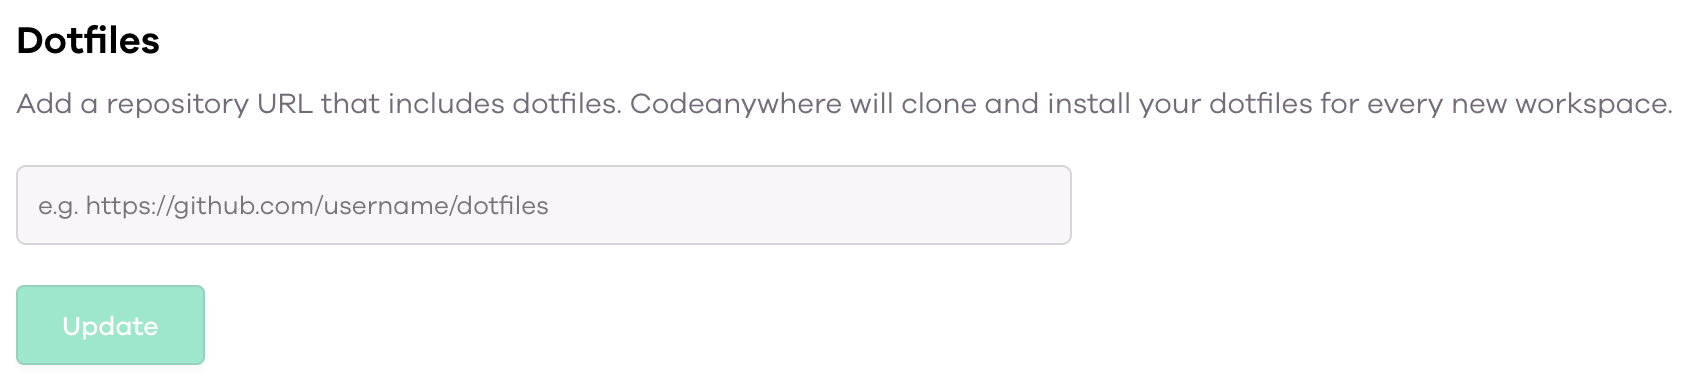 Dotfiles
Add a repository URL that includes dotfiles. Codeanywhere will clone and install your dotfiles for every new workspace.
e.g. https://github.com/username/dotfiles
Update